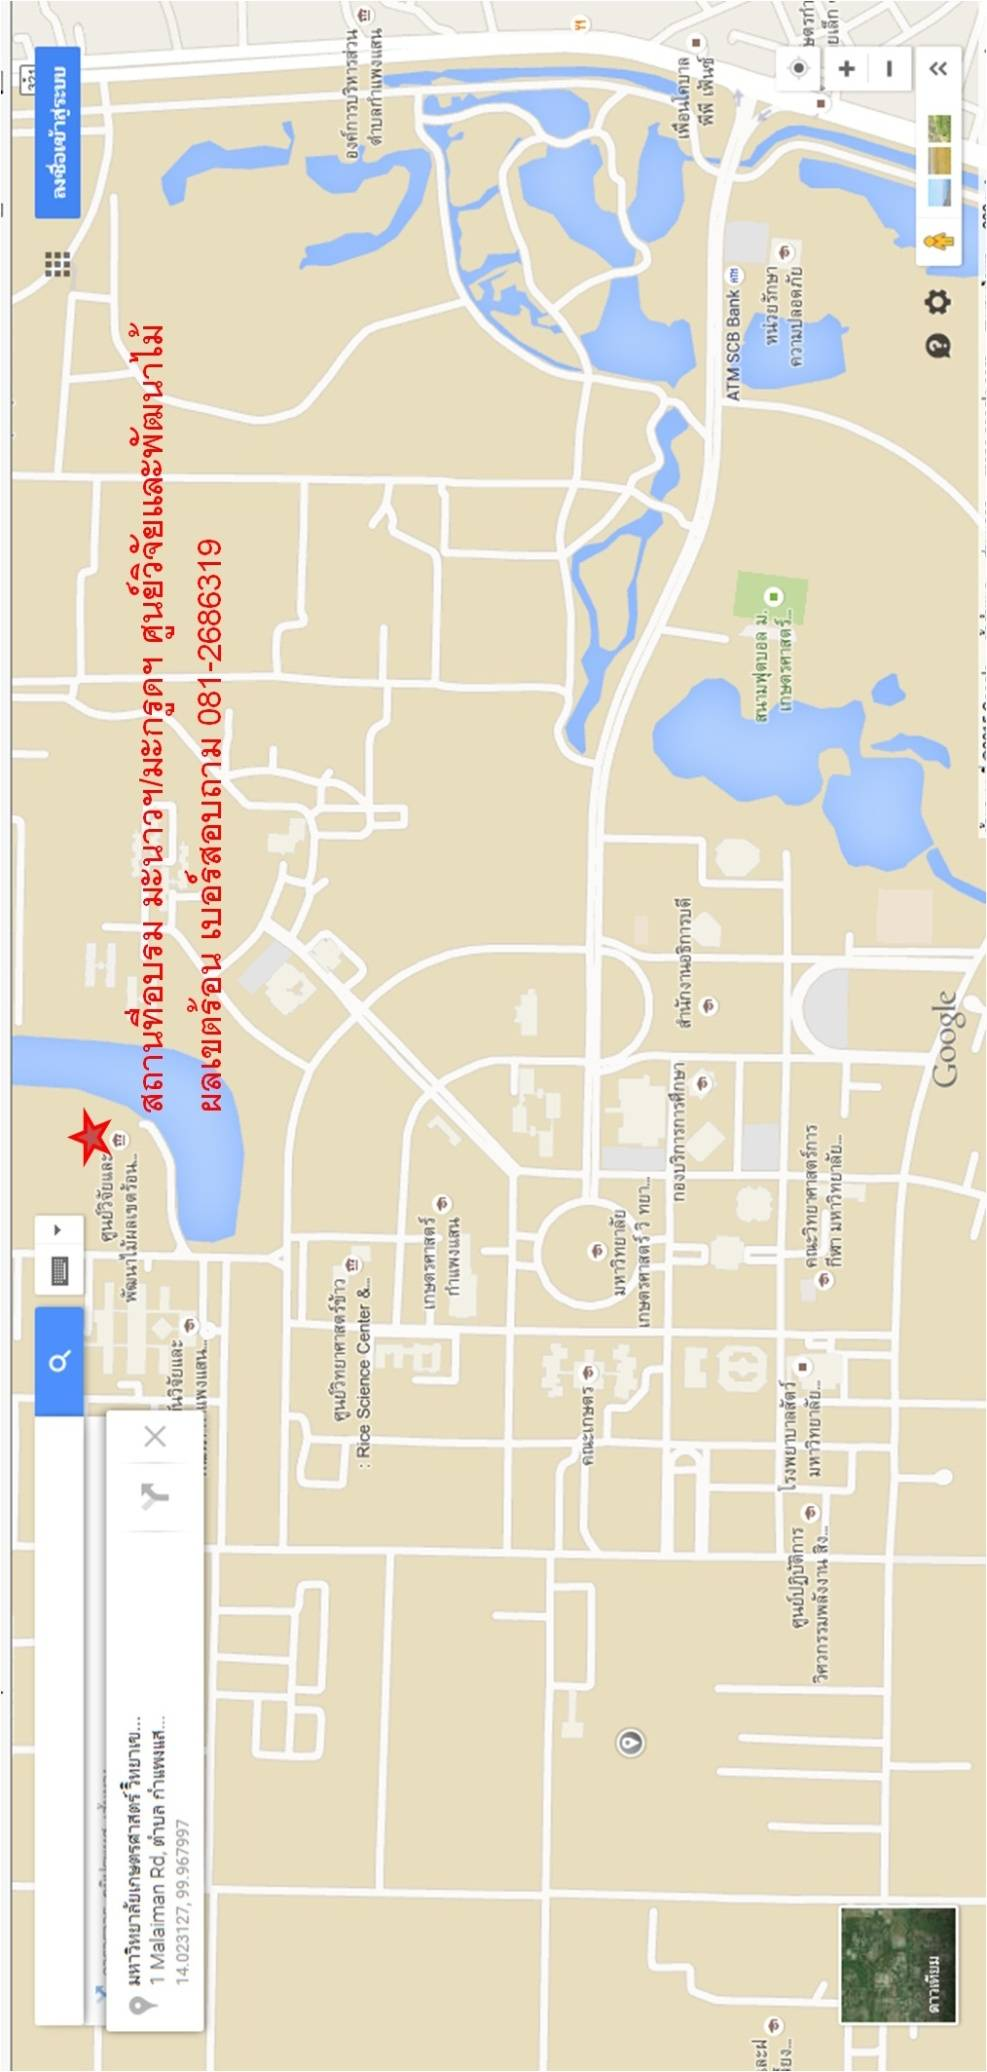 มหาวิทยาลัยเกษตรศาสตร์ วิทยาเข...
1 Malaiman Rd, ตำบล กำแพงแส...
14.023127, 99.967997
ลงชื่อเข้าสู่ระบบ
321
สถานที่อบรม มะนาวฯ/มะกรูดฯ ศูนย์วิจัยและพัฒนาไม้
ผลเขตร้อน เบอร์สอบถาม 081-2686319
ศูนย์วิจัยและ
พัฒนาไม้ผลเขตร้อน...
นวิจัยและ
แพงแสน...
องค์การบริหารส่วน
ตำบลกำแพงแสน
ศูนย์วิทยาศาสตร์ข้าว
: Rice Science Center &...
เกษตรศาสตร์
กำแพงแสน
คณะเกษตร
มหาวิทยาลัย
เกษตรศาสตร์ วิ ทยา...
กองบริการการศึกษา
สำนักงานอธิการบดี
เพื่อนโคบาล
พีพี เฟ้นซ์
ATM SCB Bank
ATM
หน่วยรักษา
ความปลอดภัย
สนามฟุตบอล ม.
เกษตรศาสตร์...
คณะวิทยาศาสตร์การ
กีฬา มหาวิทยาลัย...
โรงพยาบาลสัตว์
มหาวิทยาลัย...
ศูนย์ปฏิบัติการ
วิศวกรรมพลังงาน สิ่ง...
ดาวเทียม
Google